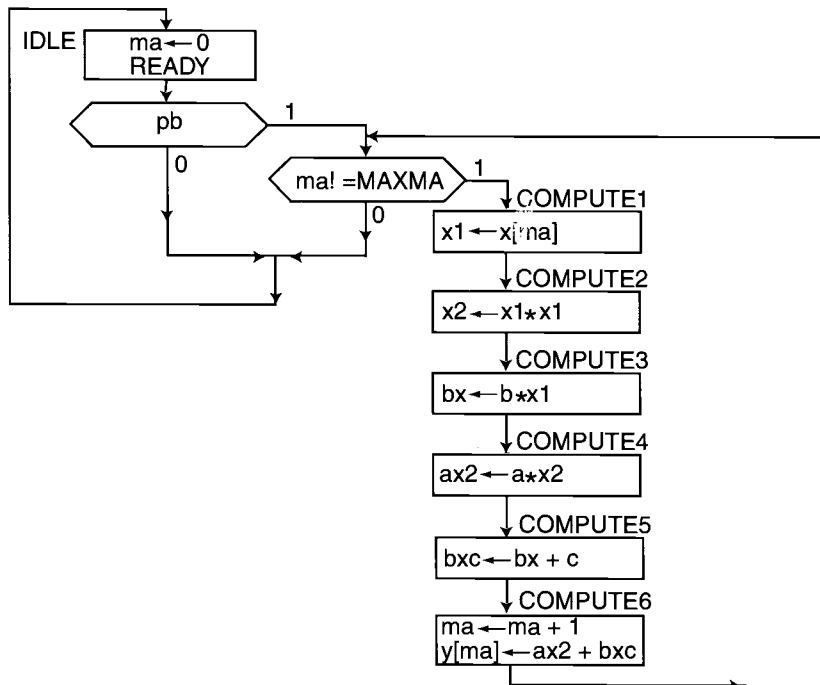 IDLE
ma←0
READY
pb
1
0
ma! =MAXMA
1
0
COMPUTE1
x1←x[ma]
COMPUTE2
x2←x1*x1
COMPUTE3
bx←b*x1
COMPUTE4
ax2←a*x2
COMPUTE5
bxc←bx + c
COMPUTE6
ma←ma + 1
y[ma]←ax2 + bxc